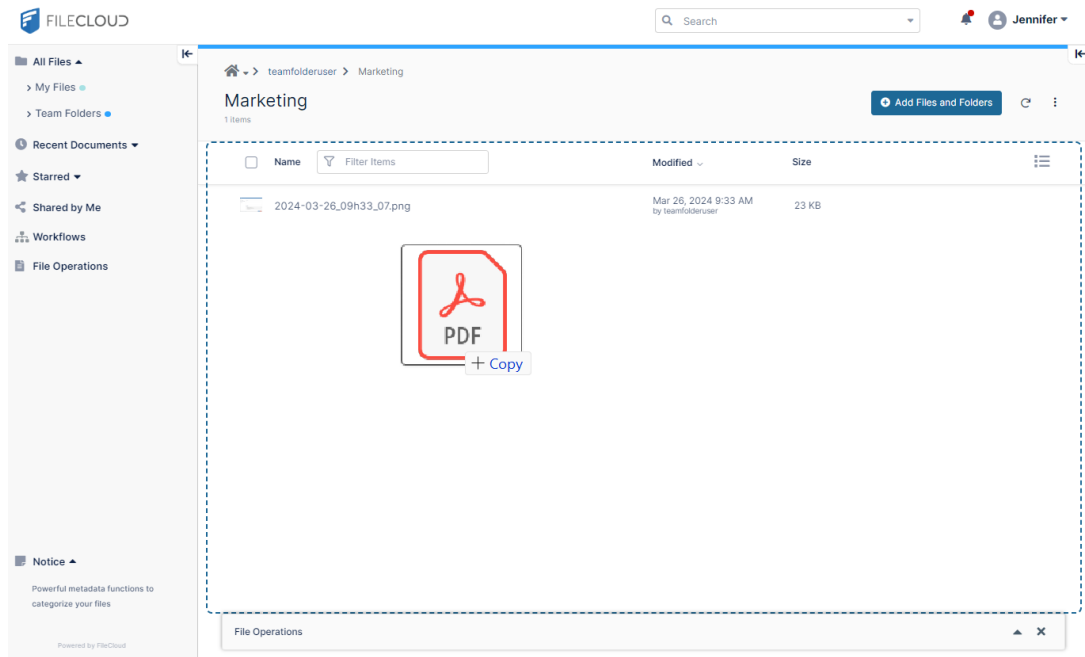 FILECLOUD
Search
Jennifer
All Files
My Files
Team Folders
Recent Documents
Starred
Shared by Me
Workflows
File Operations
teamfolderuser > Marketing
Marketing
1 items
Add Files and Folders
Name
Filter Items
Modified
Size
2024-03-26_09h33_07.png
Mar 26, 2024 9:33 AM
by teamfolderuser
23 KB
PDF
+ Copy
Notice
Powerful metadata functions to
categorize your files
Powered by FileCloud
File Operations